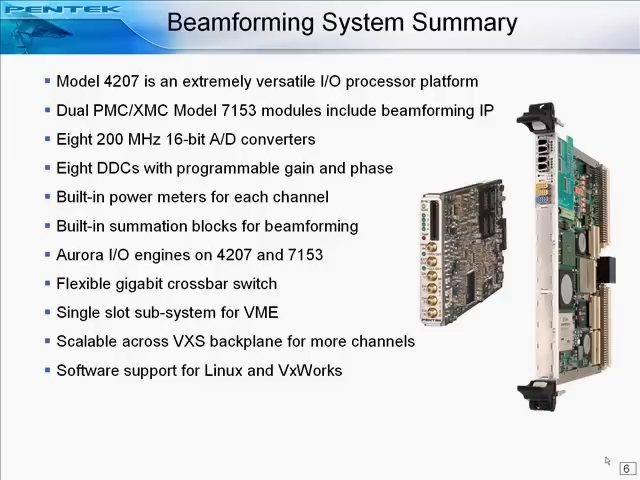 PENTEK
Beamforming System Summary
Model 4207 is an extremely versatile I/O processor platform
Dual PMC/XMC Model 7153 modules include beamforming IP
Eight 200 MHz 16-bit A/D converters
Eight DDCs with programmable gain and phase
Built-in power meters for each channel
Built-in summation blocks for beamforming
Aurora I/O engines on 4207 and 7153
Flexible gigabit crossbar switch
Single slot sub-system for VME
Scalable across VXS backplane for more channels
Software support for Linux and VxWorks
PENTEK
6